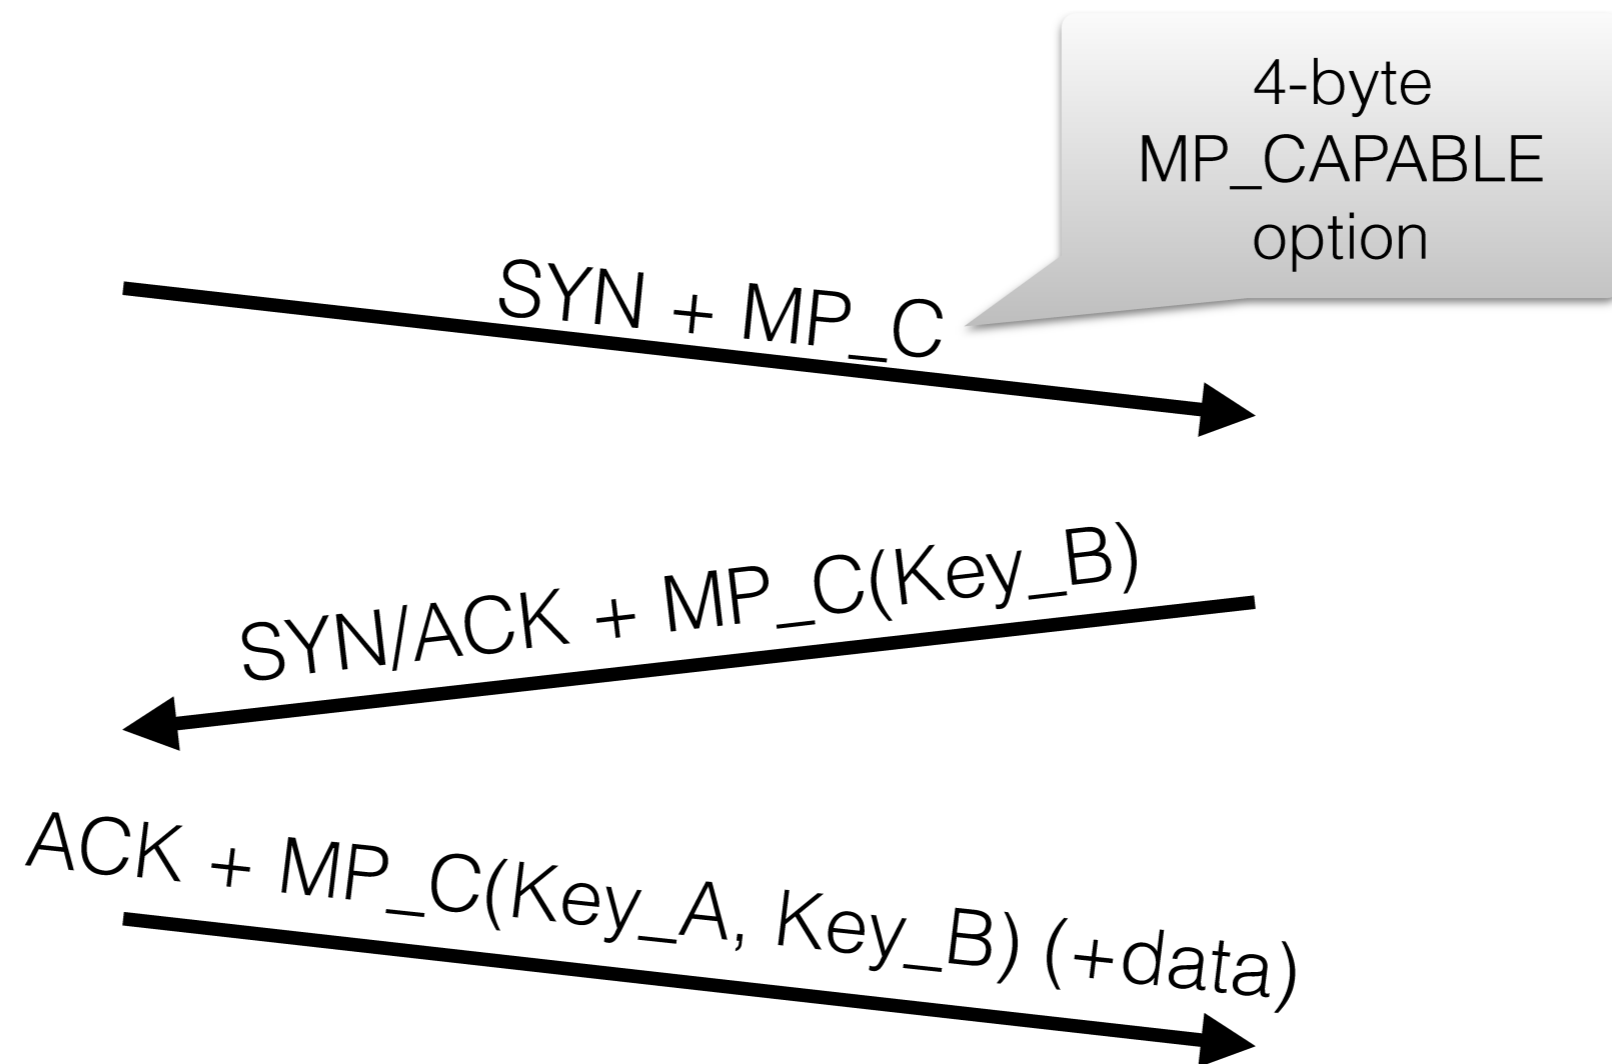 4-byte
MP_CAPABLE
option
SYN + MP_C
SYN/ACK + MP_C(Key_B)
ACK + MP_C(Key_A, Key_B) (+data)